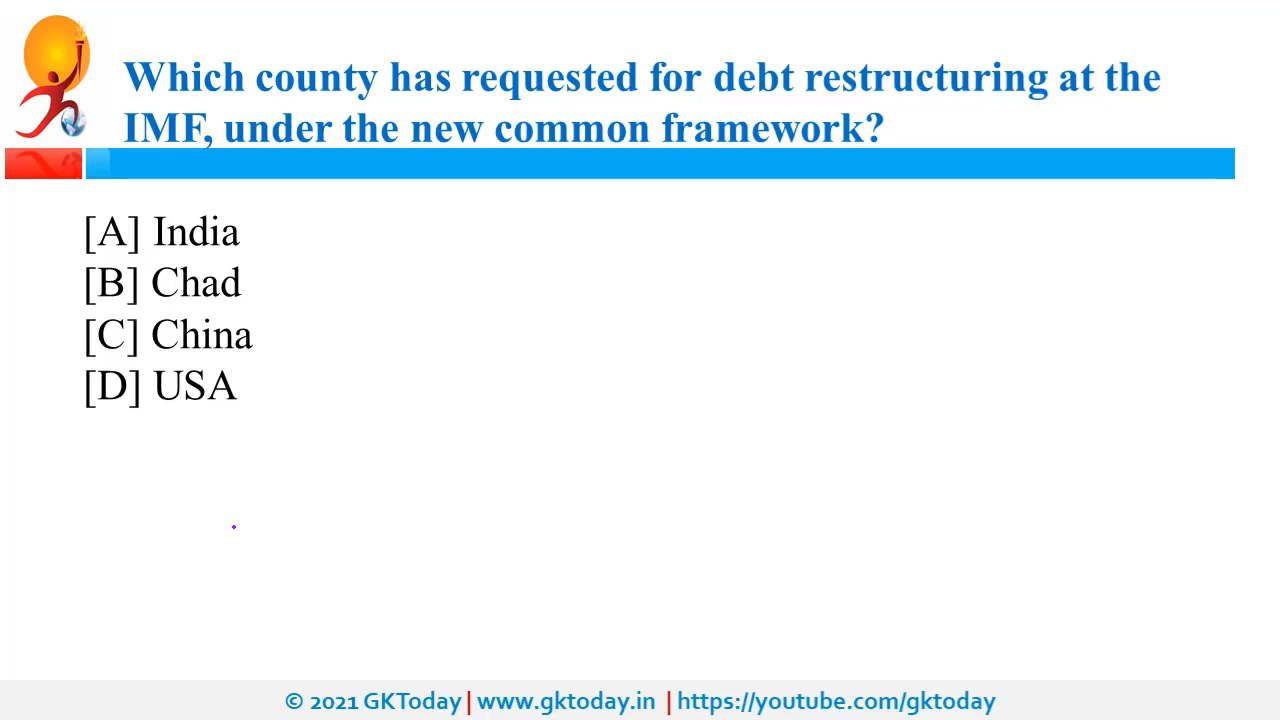 Which county has requested for debt restructuring at the
IMF, under the new common framework?
[A] India
[B] Chad
[C] China
[D] USA
© 2021 GKToday | www.gktoday.in | https://youtube.com/gktoday